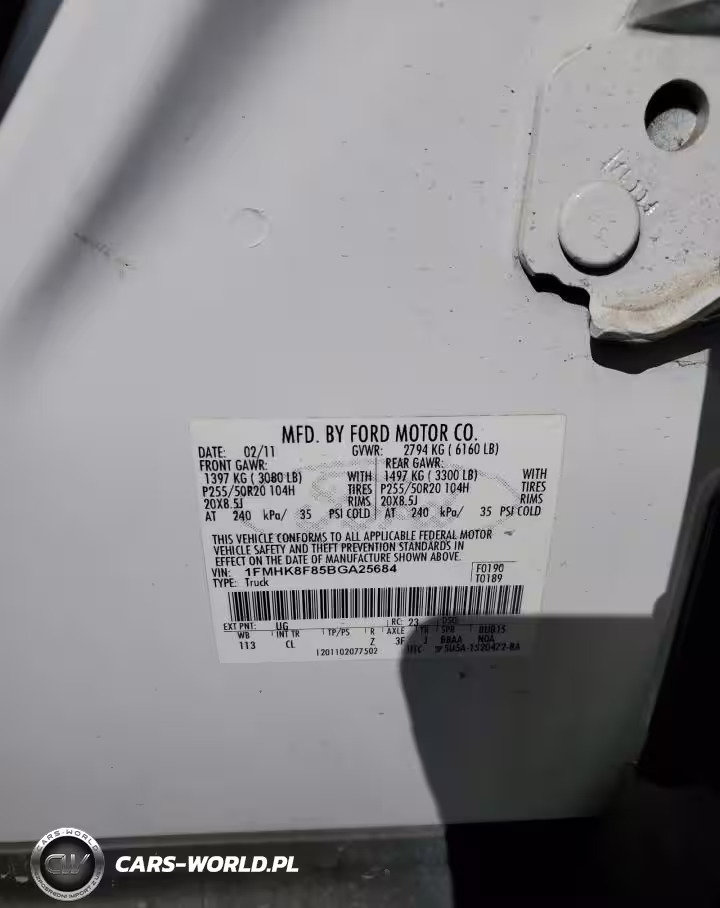 MFD. BY FORD MOTOR CO.
DATE: 02/11 GVWR: 2794 KG ( 6160 LB)
FRONT GAWR: REAR GAWR:
1397 KG ( 3080 LB) WITH 1497 KG ( 3300 LB) WITH
P255/50R20 104H TIRES P255/50R20 104H TIRES
20X8.5J RIMS 20X8.5J RIMS
AT 240 kPa/ 35 PSI COLD AT 240 kPa/ 35 PSI COLD
THIS VEHICLE CONFORMS TO ALL APPLICABLE FEDERAL MOTOR
VEHICLE SAFETY AND THEFT PREVENTION STANDARDS IN
EFFECT ON THE DATE OF MANUFACTURE SHOWN ABOVE.
VIN: 1FMHK8F85BGA25684 F0190
TYPE: Truck T0189
EXT PNT: UG RC: 23 DSO:
WB INT TR TP/PS R AXLE TR SPR
113 CL Z 3F J BBAA
1201102077502
CARS-WORLD
CW
CARS-WORLD.PL